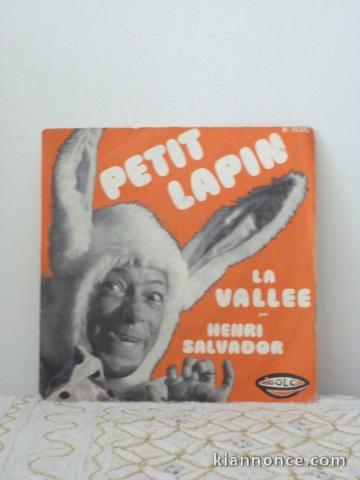 PETIT
LAPIN
LA
VALLEE
par
HENRI
SALVADOR
kiannonce.com